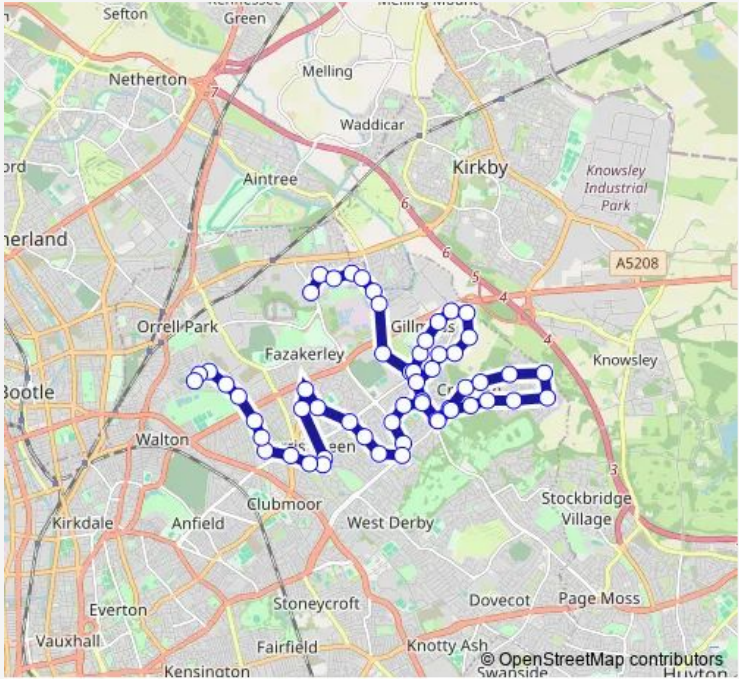 Sefton
Green
Melling
Netherton
7
Waddicar
Kirkby
Knowsley
Industrial
Park
Aintree
6
6
A5208
5
4
4
Orrell Park
Fazakerley
Knowsley
Walton
3
Clubmoor
Stockbridge
Village
Kirkdale
Anfield
West Derby
Everton
Stoneycroft
Dovecot
Page Moss
Vauxhall
Fairfield
Knotty Ash
© OpenStreetMap contributors
Kensington